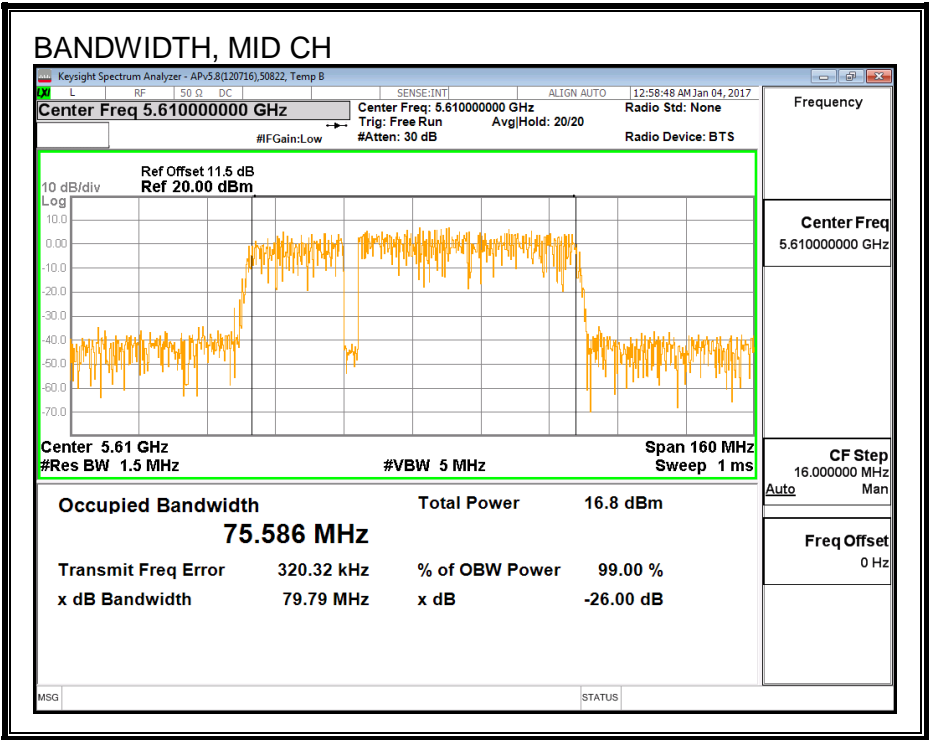 BANDWIDTH, MID CH
Keysight Spectrum Analyzer - APv5.8(120716),50822, Temp B
LXI L RF 50 Ω DC SENSE:INT ALIGN AUTO 12:58:48 AM Jan 04, 2017
Center Freq 5.610000000 GHz
Center Freq: 5.610000000 GHz
Radio Std: None
Trig: Free Run Avg|Hold: 20/20
#IFGain:Low
#Atten: 30 dB
Radio Device: BTS
Frequency
Ref Offset 11.5 dB
10 dB/div Ref 20.00 dBm
Log
10.0
0.00
-10.0
-20.0
-30.0
-40.0
-50.0
-60.0
-70.0
Center 5.61 GHz Span 160 MHz
#Res BW 1.5 MHz #VBW 5 MHz Sweep 1 ms
Center Freq
5.610000000 GHz
CF Step
16.000000 MHz
Auto Man
Freq Offset
0 Hz
Occupied Bandwidth Total Power 16.8 dBm
75.586 MHz
Transmit Freq Error 320.32 kHz % of OBW Power 99.00 %
x dB Bandwidth 79.79 MHz x dB -26.00 dB
MSG STATUS